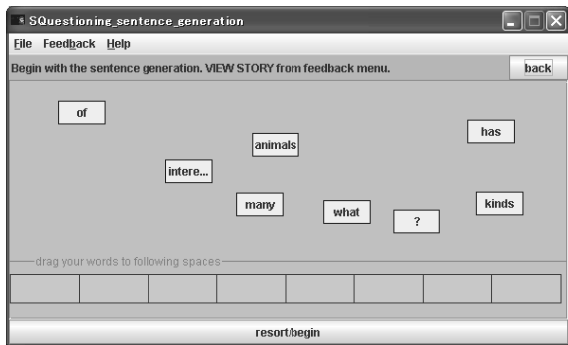 SQuestioning_sentence_generation
File Feedback Help
Begin with the sentence generation. VIEW STORY from feedback menu.
back
of
has
animals
intere...
many
what
kinds
?
drag your words to following spaces
resort/begin